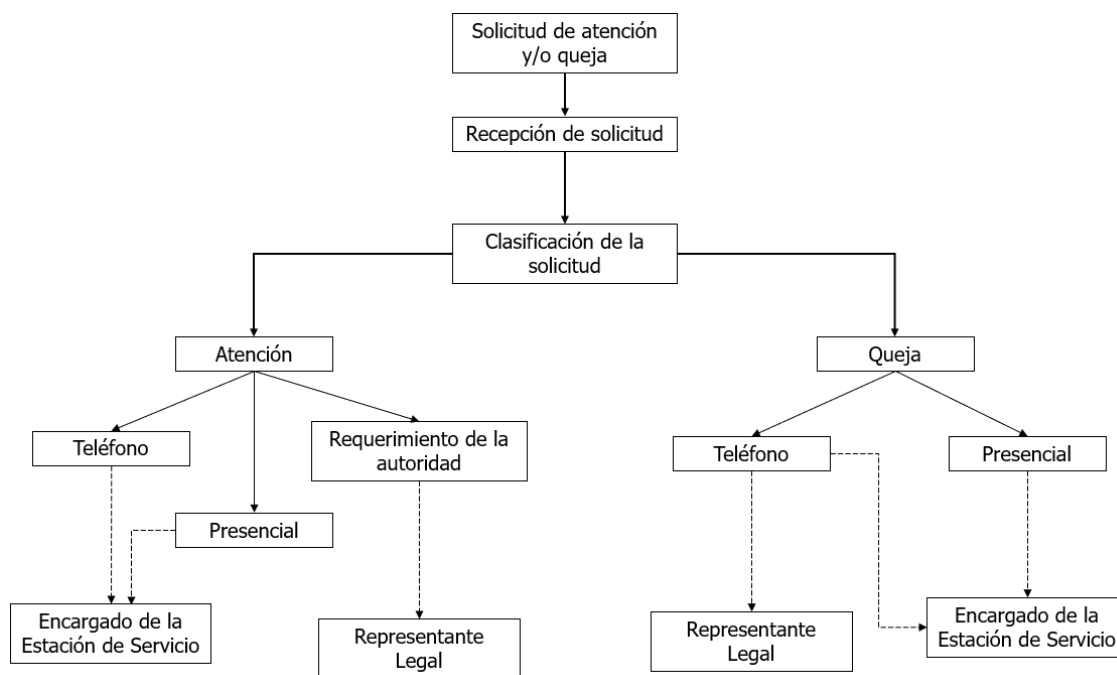 Solicitud de atención
y/o queja
Recepción de solicitud
Clasificación de la
solicitud
Atención
Queja
Teléfono
Requerimiento de la
autoridad
Teléfono
Presencial
Presencial
Encargado de la
Estación de Servicio
Representante
Legal
Representante
Legal
Encargado de la
Estación de Servicio